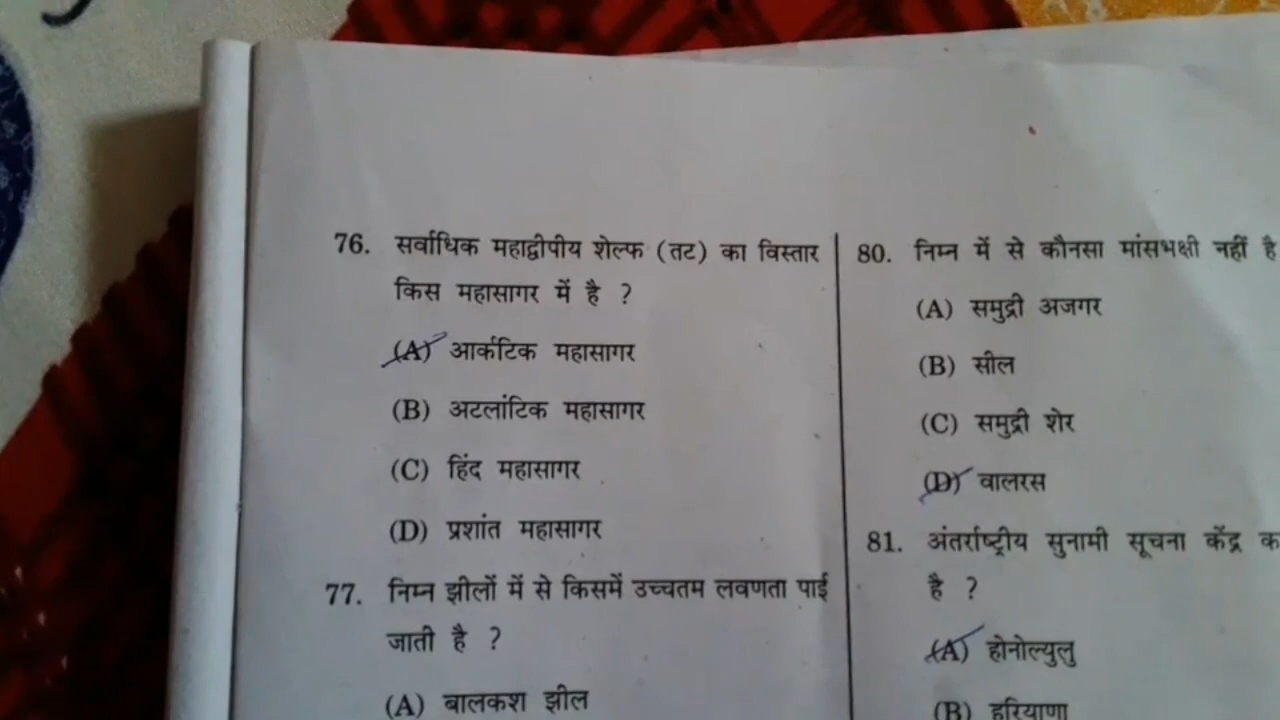 76. सर्वाधिक महाद्वीपीय शेल्फ (तट) का विस्तार
किस महासागर में है ?
(A) आर्कटिक महासागर
(B) अटलांटिक महासागर
(C) हिंद महासागर
(D) प्रशांत महासागर
77. निम्न झीलों में से किसमें उच्चतम लवणता पाई
जाती है ?
(A) बालकश झील
80. निम्न में से कौनसा मांसभक्षी नहीं है
(A) समुद्री अजगर
(B) सील
(C) समुद्री शेर
(D) वालरस
81. अंतर्राष्ट्रीय सुनामी सूचना केंद्र क
है ?
(A) होनोल्युलु
(B) हरियाणा